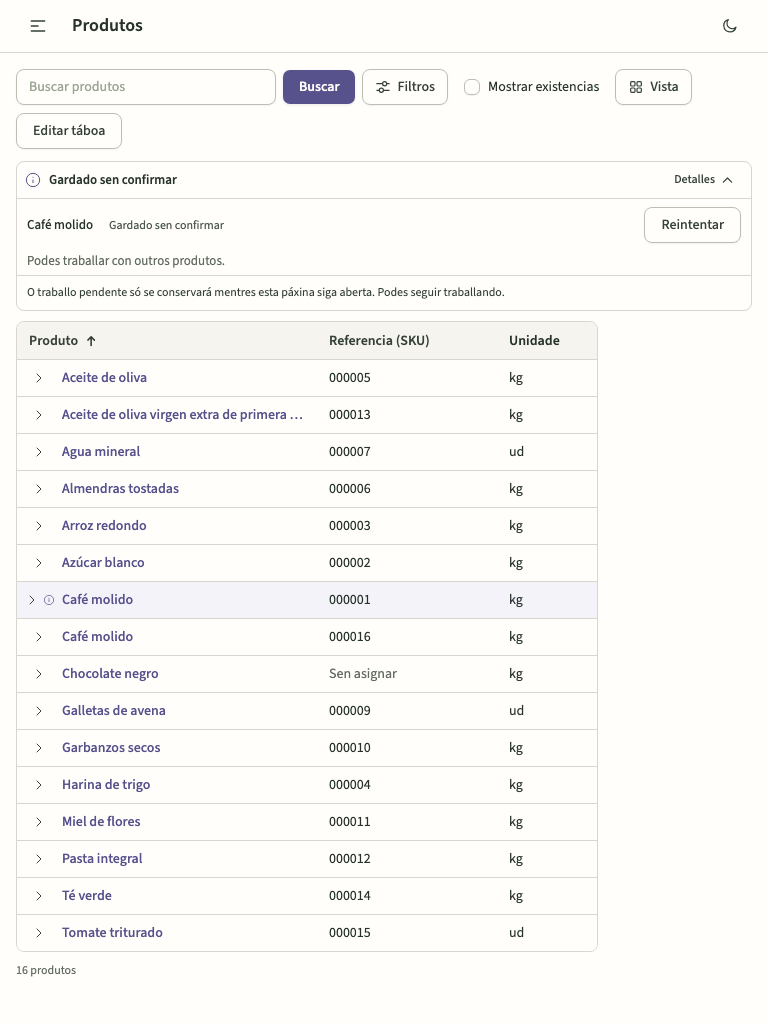 Produtos
Buscar produtos
Buscar
Filtros
Mostrar existencias
Vista
Editar táboa
Gardado sen confirmar
Detalles
Café molido Gardado sen confirmar
Reintentar
Podes traballar con outros produtos.
O traballo pendente só se conservará mentres esta páxina siga aberta. Podes seguir traballando.
Produto Referencia (SKU) Unidade
Aceite de oliva 000005 kg
Aceite de oliva virgen extra de primera … 000013 kg
Agua mineral 000007 ud
Almendras tostadas 000006 kg
Arroz redondo 000003 kg
Azúcar blanco 000002 kg
Café molido 000001 kg
Café molido 000016 kg
Chocolate negro Sen asignar kg
Galletas de avena 000009 ud
Garbanzos secos 000010 kg
Harina de trigo 000004 kg
Miel de flores 000011 kg
Pasta integral 000012 kg
Té verde 000014 kg
Tomate triturado 000015 ud
16 produtos